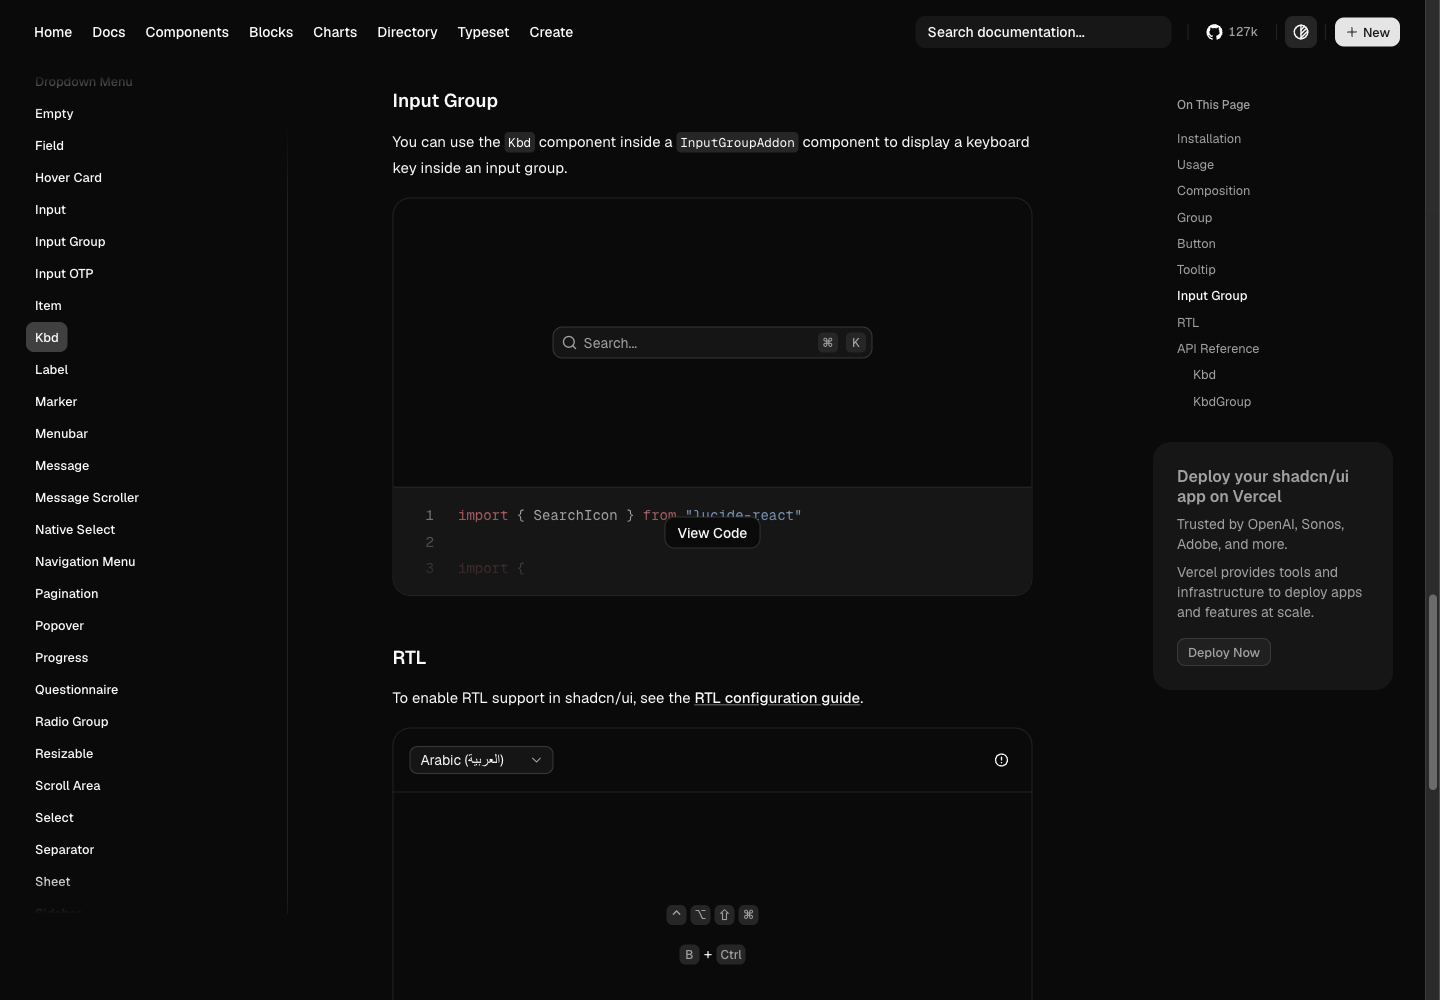 Home Docs Components Blocks Charts Directory Typeset Create
Search documentation...
127k
New
Dropdown Menu
Empty
Field
Hover Card
Input
Input Group
Input OTP
Item
Kbd
Label
Marker
Menubar
Message
Message Scroller
Native Select
Navigation Menu
Pagination
Popover
Progress
Questionnaire
Radio Group
Resizable
Scroll Area
Select
Separator
Sheet
Sidebar
Input Group
You can use the Kbd component inside a InputGroupAddon component to display a keyboard
key inside an input group.
Search...
⌘ K
1 import { SearchIcon } from "lucide-react"
View Code
2
3 import {
RTL
To enable RTL support in shadcn/ui, see the RTL configuration guide.
Arabic (العربية)
⌃ ⌥ ⇧ ⌘
B + Ctrl
On This Page
Installation
Usage
Composition
Group
Button
Tooltip
Input Group
RTL
API Reference
Kbd
KbdGroup
Deploy your shadcn/ui
app on Vercel
Trusted by OpenAI, Sonos,
Adobe, and more.
Vercel provides tools and
infrastructure to deploy apps
and features at scale.
Deploy Now